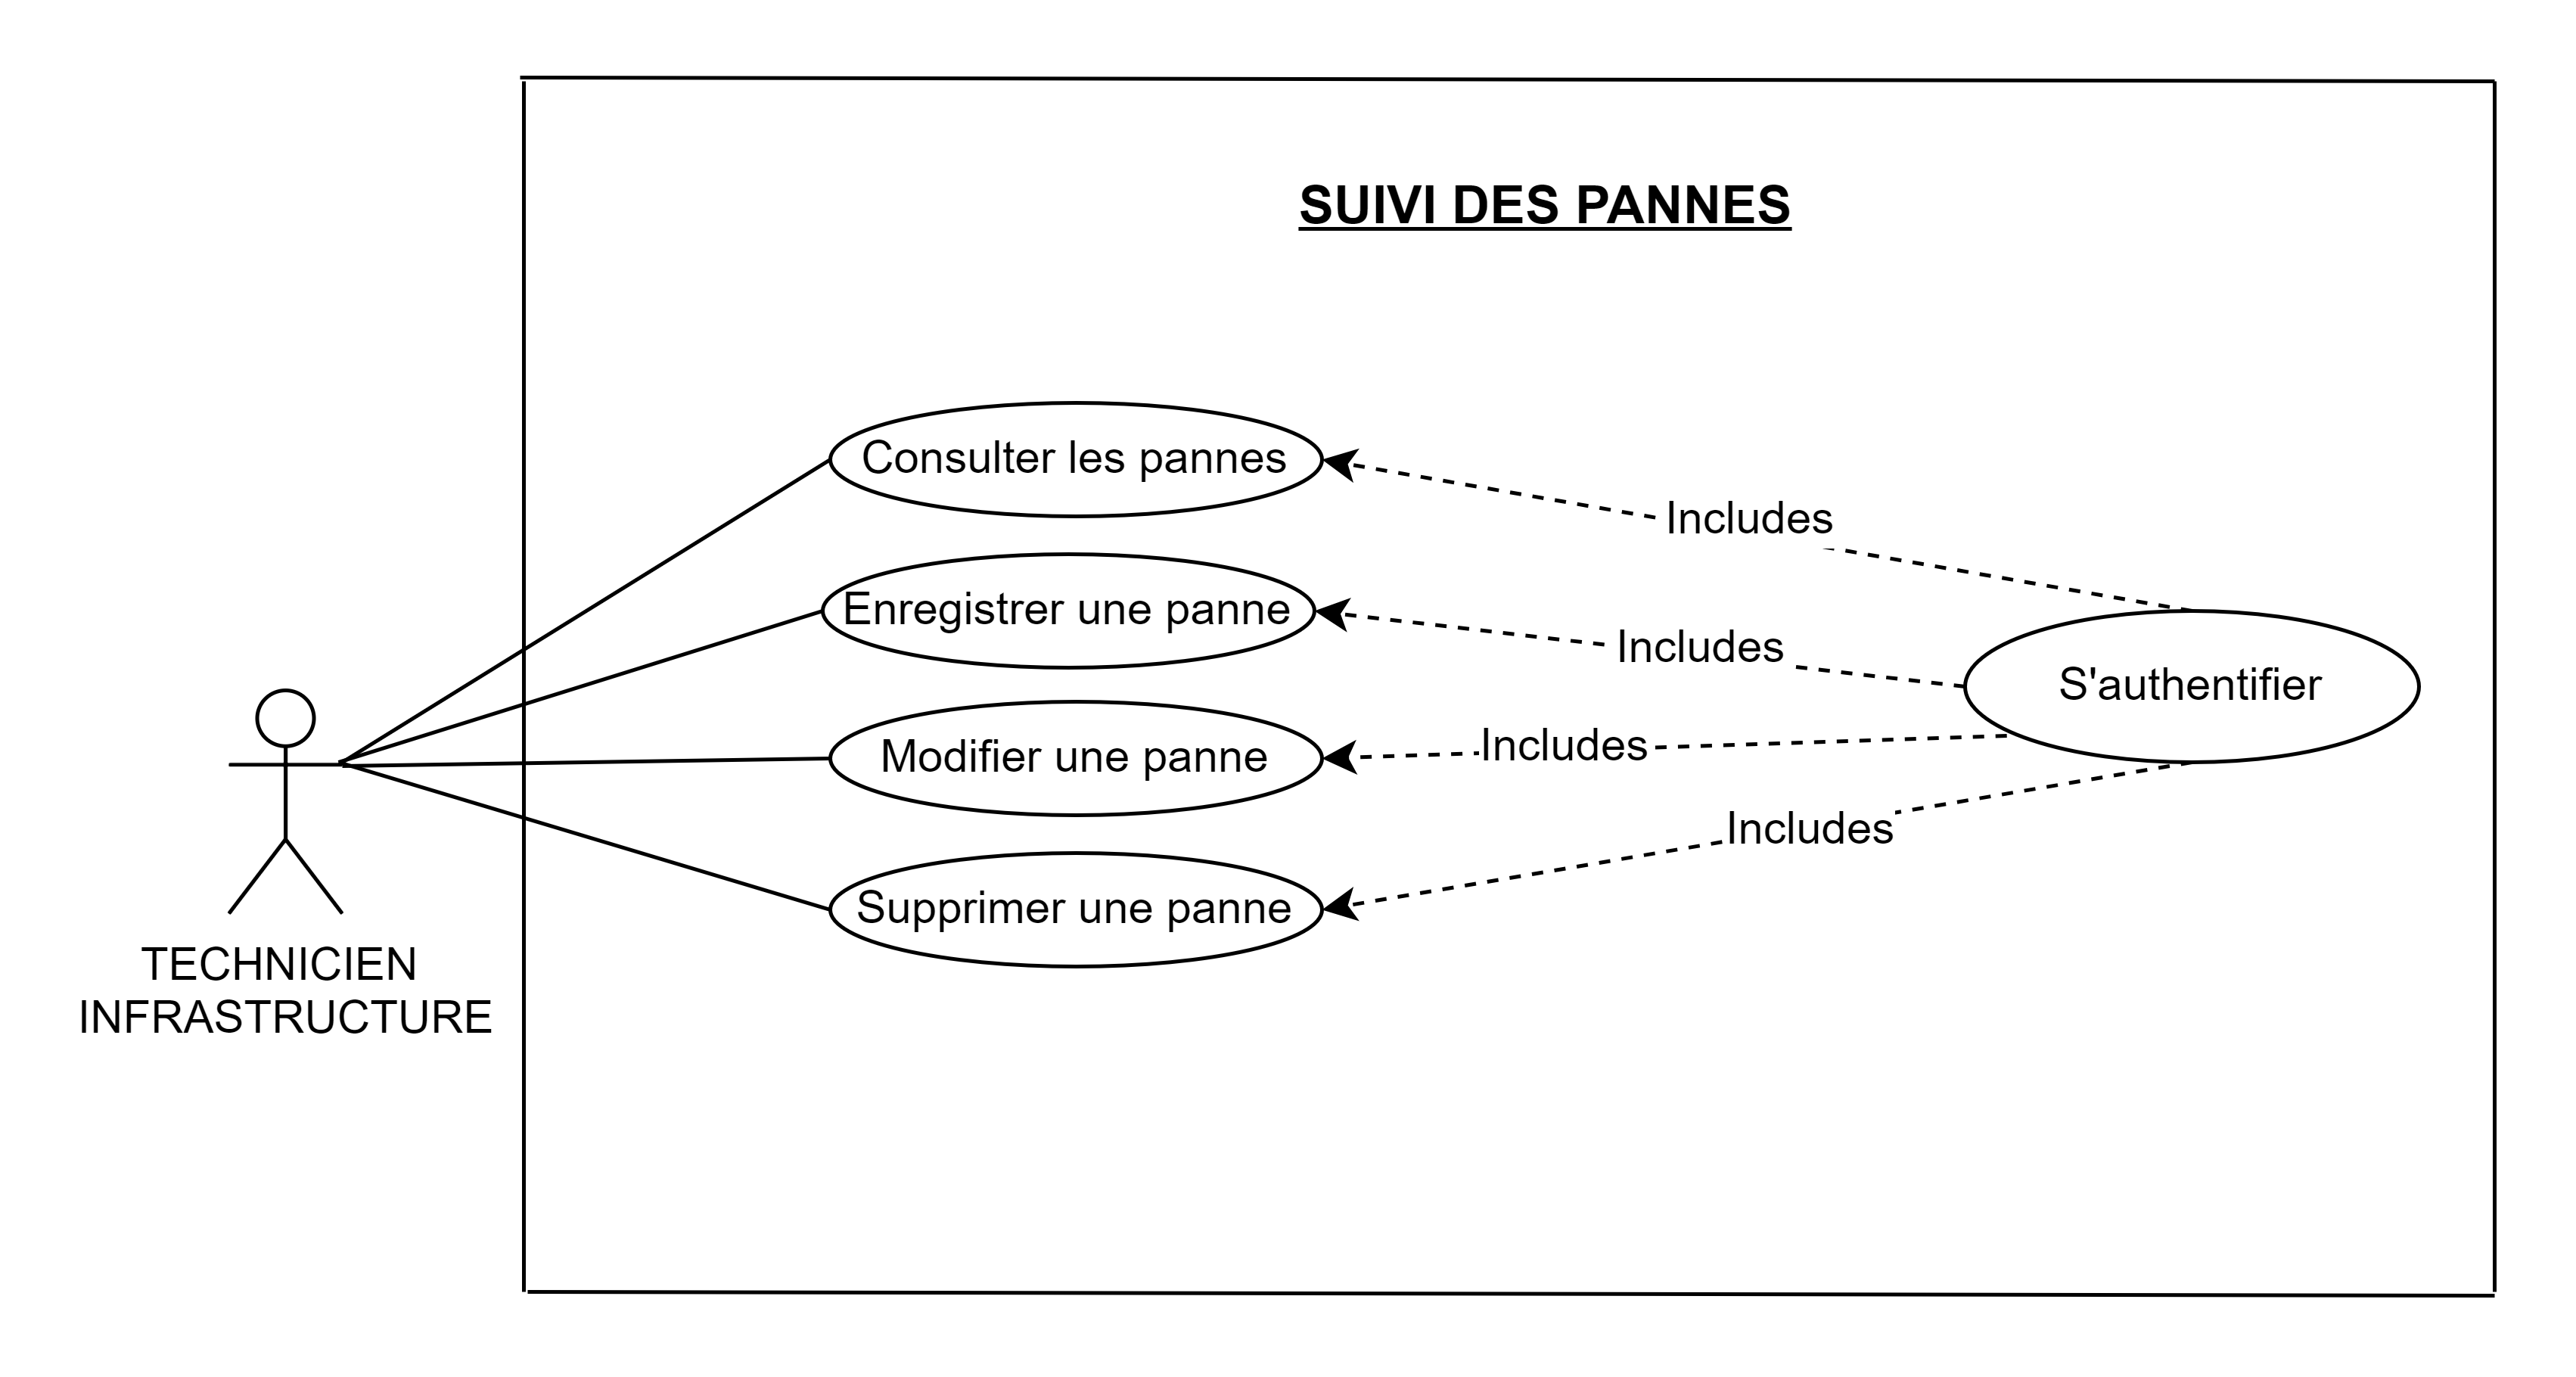 SUIVI DES PANNES
Consulter les pannes
Includes
Enregistrer une panne
Includes
S'authentifier
Modifier une panne
Includes
Includes
Supprimer une panne
TECHNICIEN
INFRASTRUCTURE